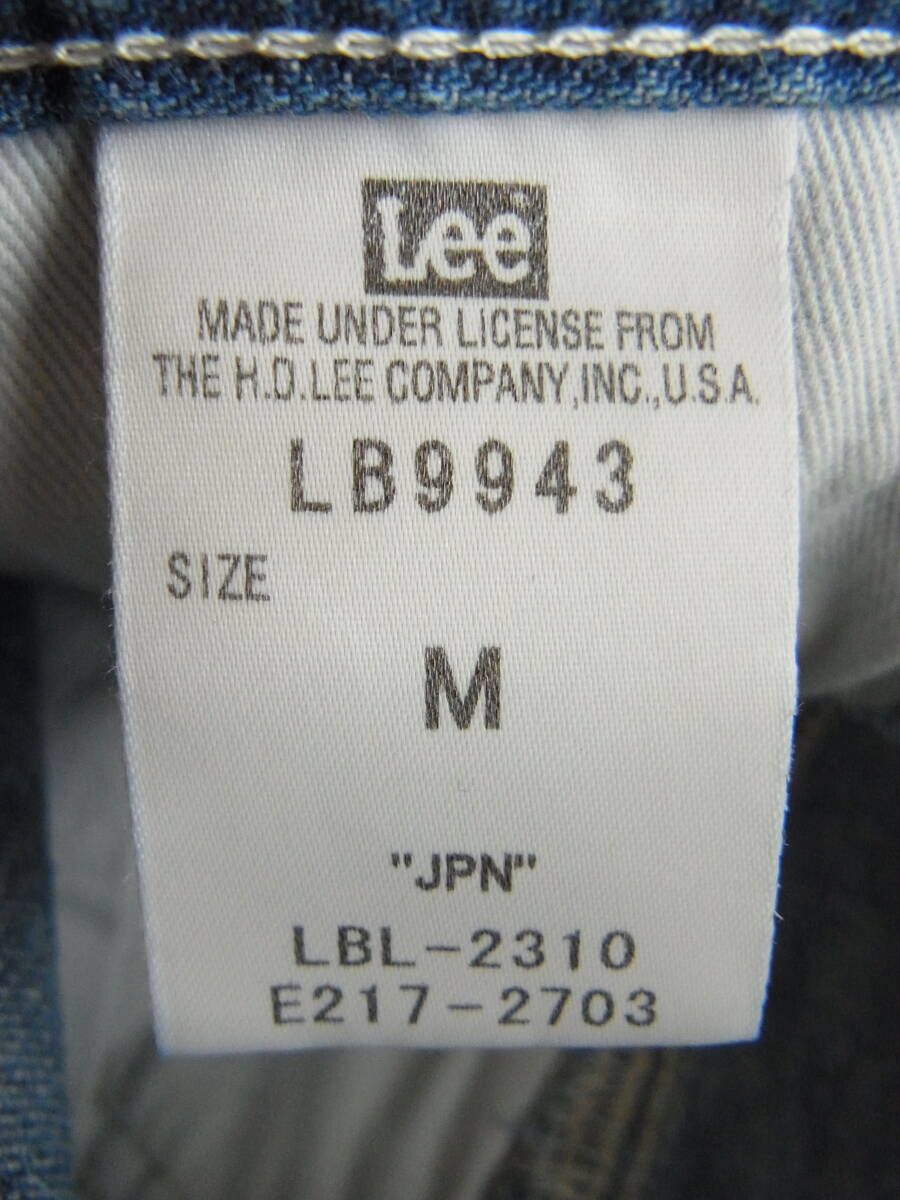 Lee
MADE UNDER LICENSE FROM
THE H.D.LEE COMPANY,INC.,U.S.A.
LB9943
SIZE
M
"JPN"
LBL-2310
E217-2703